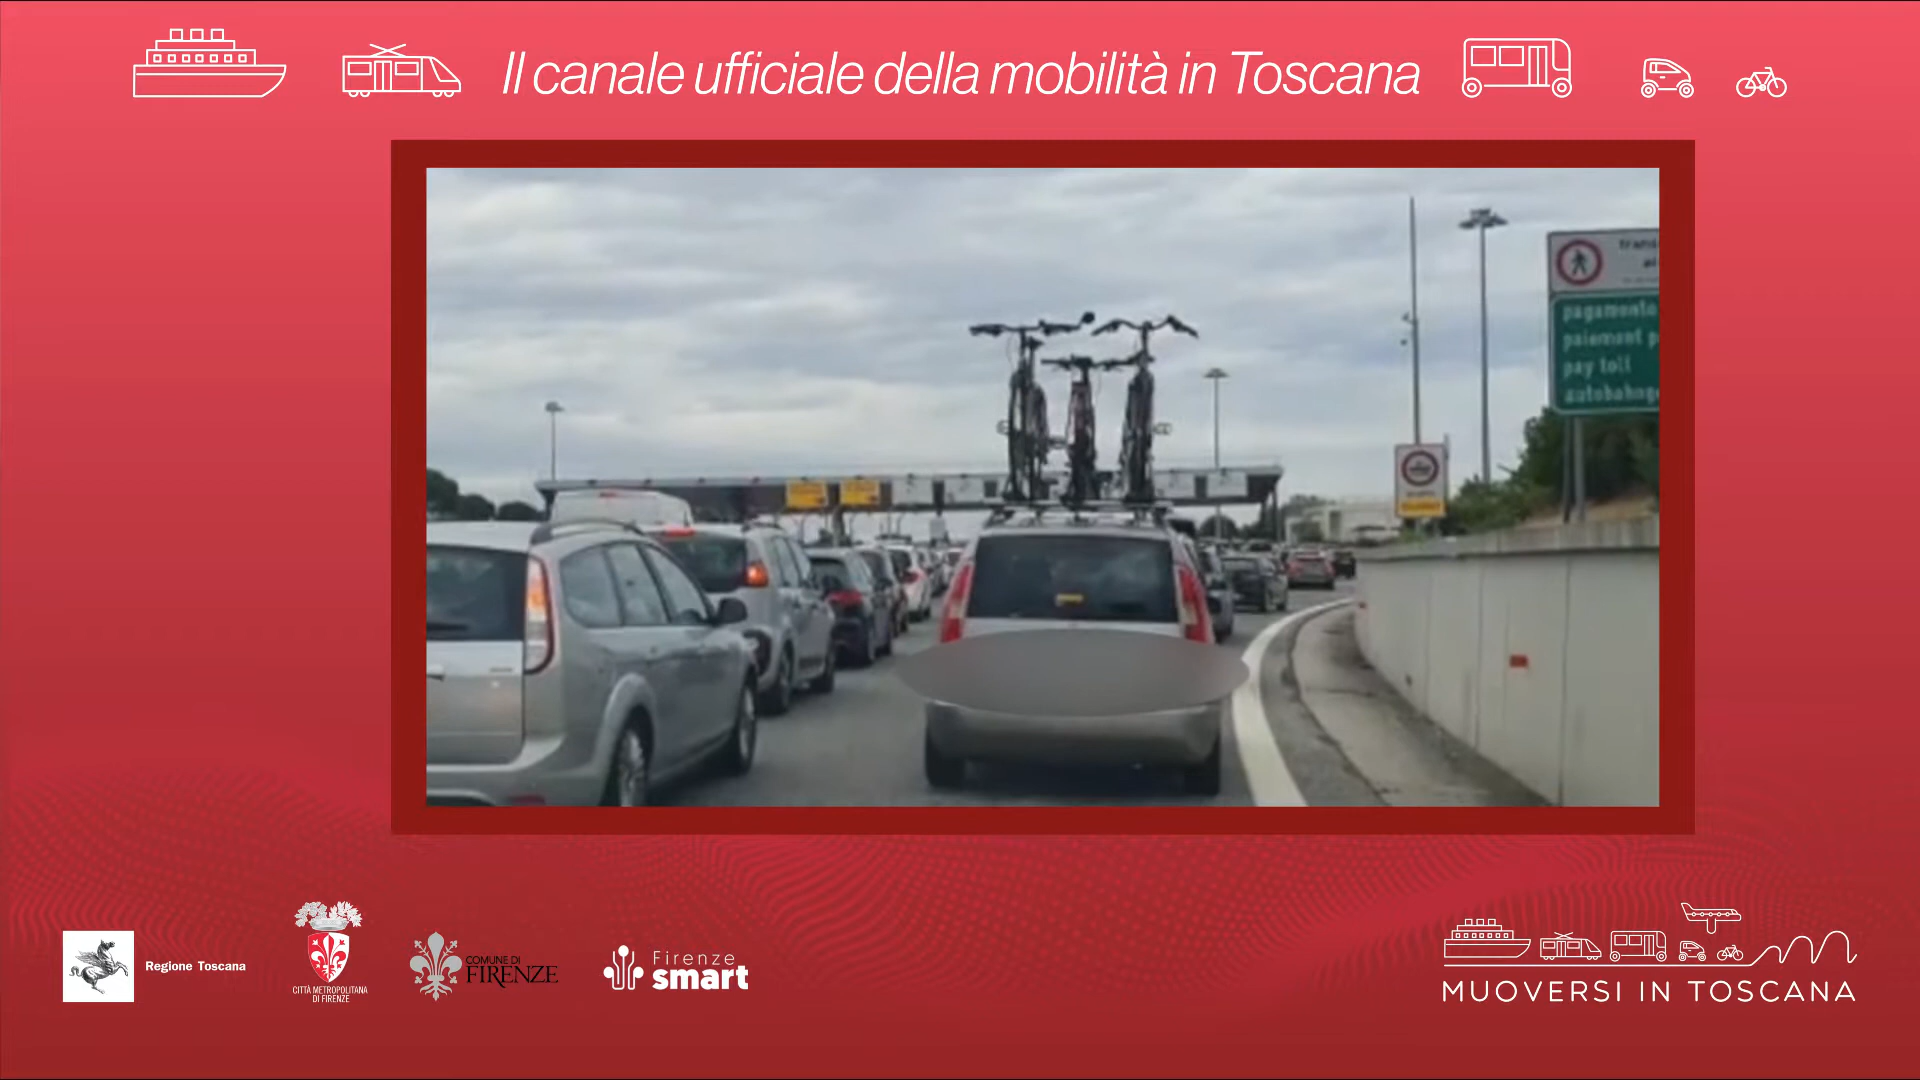 Il canale ufficiale della mobilità in Toscana
pagamento
paiement p
pay toll
autobahnge
Regione Toscana
CITTÀ METROPOLITANA
DI FIRENZE
COMUNE DI
FIRENZE
Firenze
smart
MUOVERSI IN TOSCANA